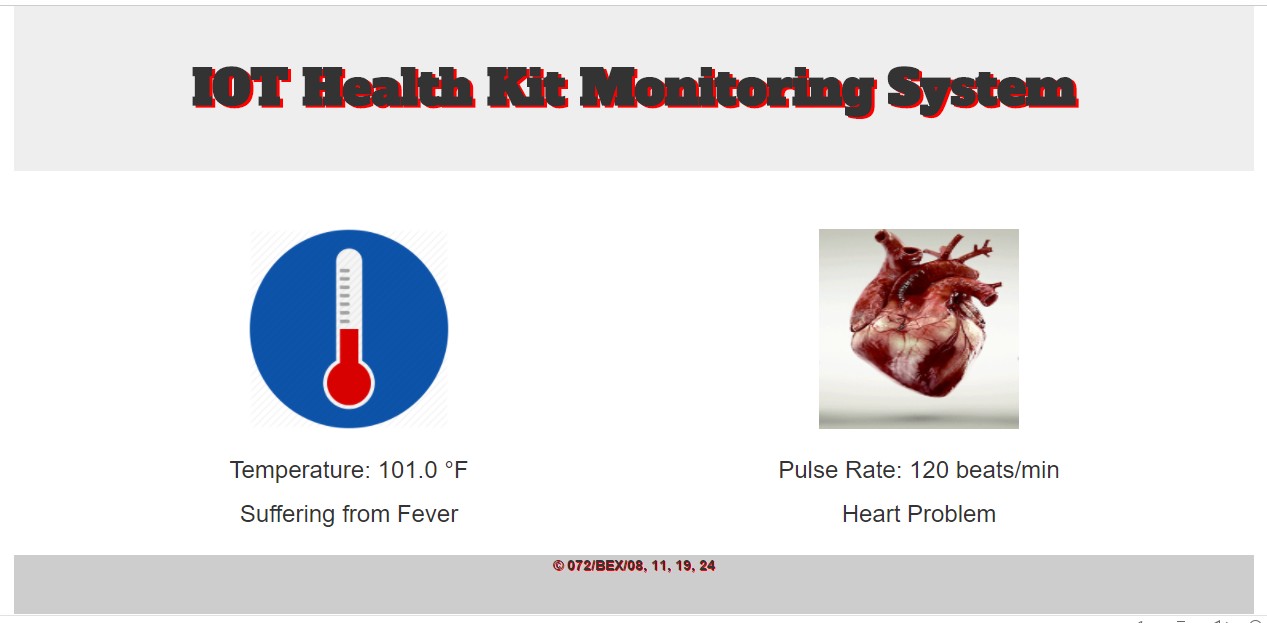 IOT Health Kit Monitoring System
Temperature: 101.0 °F
Suffering from Fever
Pulse Rate: 120 beats/min
Heart Problem
© 072/BEX/08, 11, 19, 24